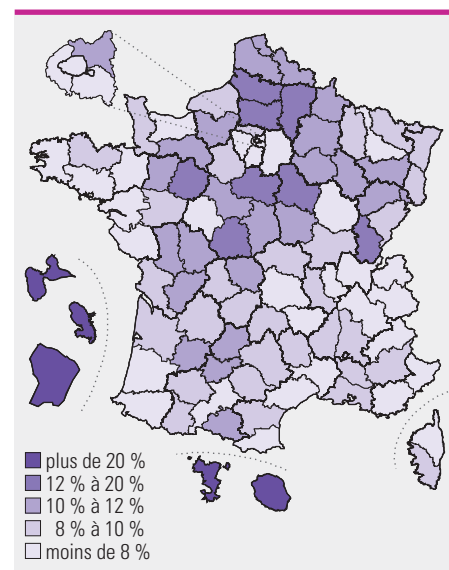 plus de 20 %
12 % à 20 %
10 % à 12 %
8 % à 10 %
moins de 8 %